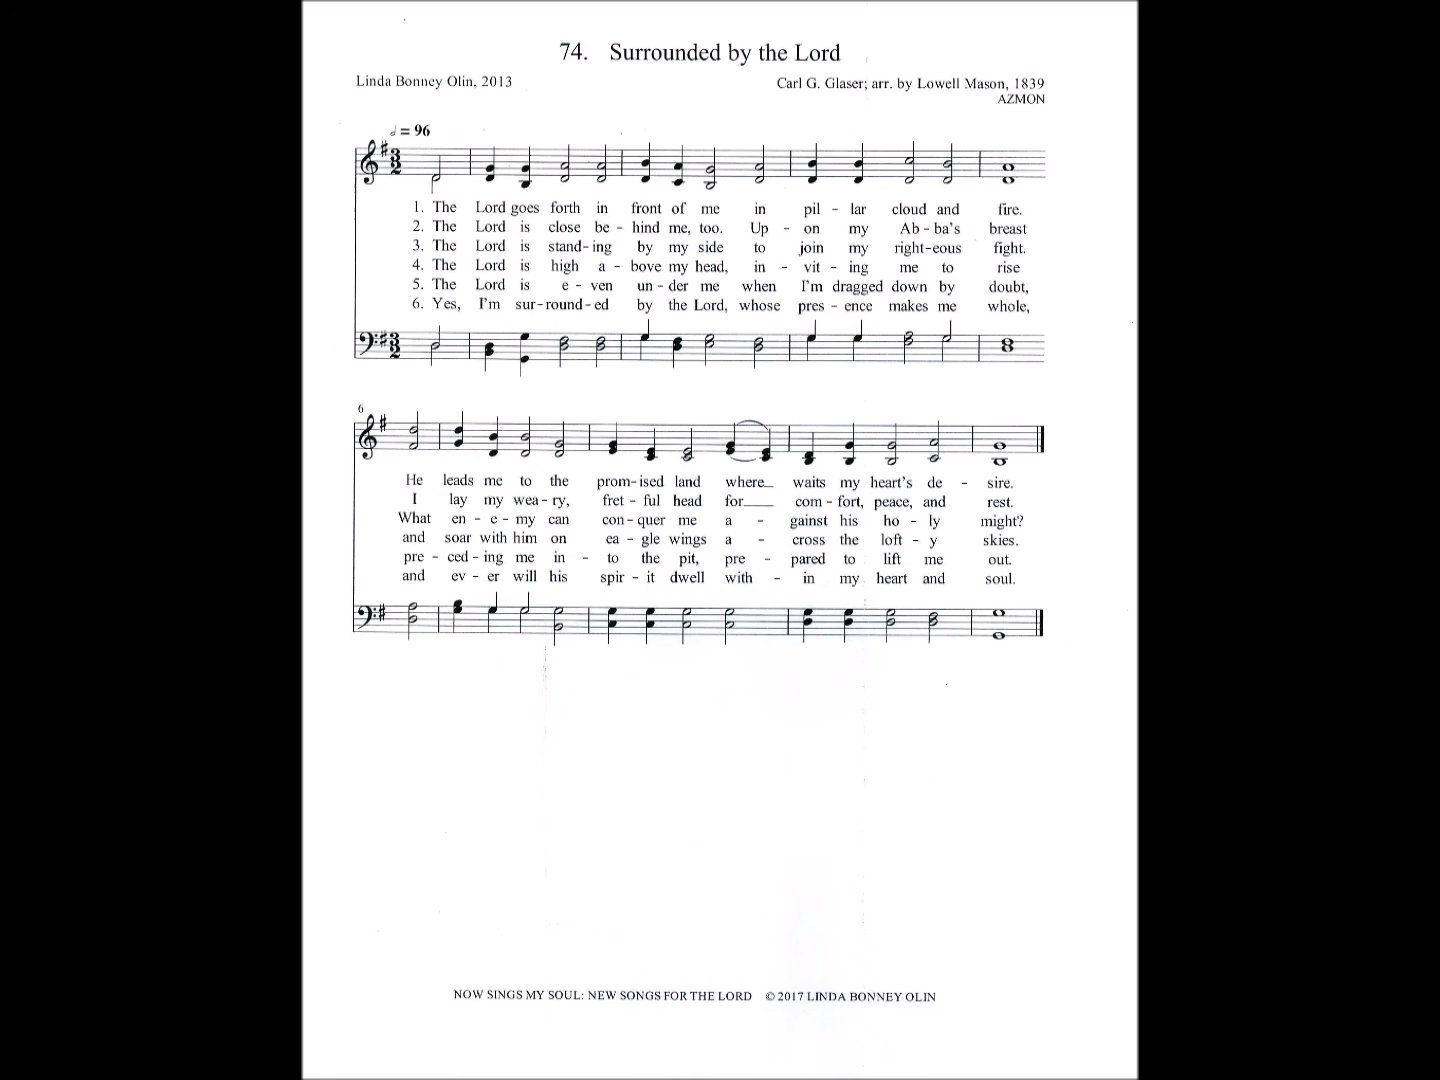 74. Surrounded by the Lord
Linda Bonney Olin, 2013
Carl G. Glaser; arr. by Lowell Mason, 1839
AZMON
= 96
1. The Lord goes forth in front of me in pil - lar cloud and fire.
2. The Lord is close be - hind me, too. Up - on my Ab - ba's breast
3. The Lord is stand - ing by my side to join my right - eous fight.
4. The Lord is high a - bove my head, in - vit - ing me to rise
5. The Lord is e - ven un - der me when I'm dragged down by doubt,
6. Yes, I'm sur - round - ed by the Lord, whose pres - ence makes me whole,
6
He leads me to the prom - ised land where_ waits my heart's de - sire.
I lay my wea - ry, fret - ful head for___ com - fort, peace, and rest.
What en - e - my can con - quer me a - gainst his ho - ly might?
and soar with him on ea - gle wings a - cross the loft - y skies.
pre - ced - ing me in - to the pit, pre - pared to lift me out.
and ev - er will his spir - it dwell with - in my heart and soul.
NOW SINGS MY SOUL: NEW SONGS FOR THE LORD © 2017 LINDA BONNEY OLIN